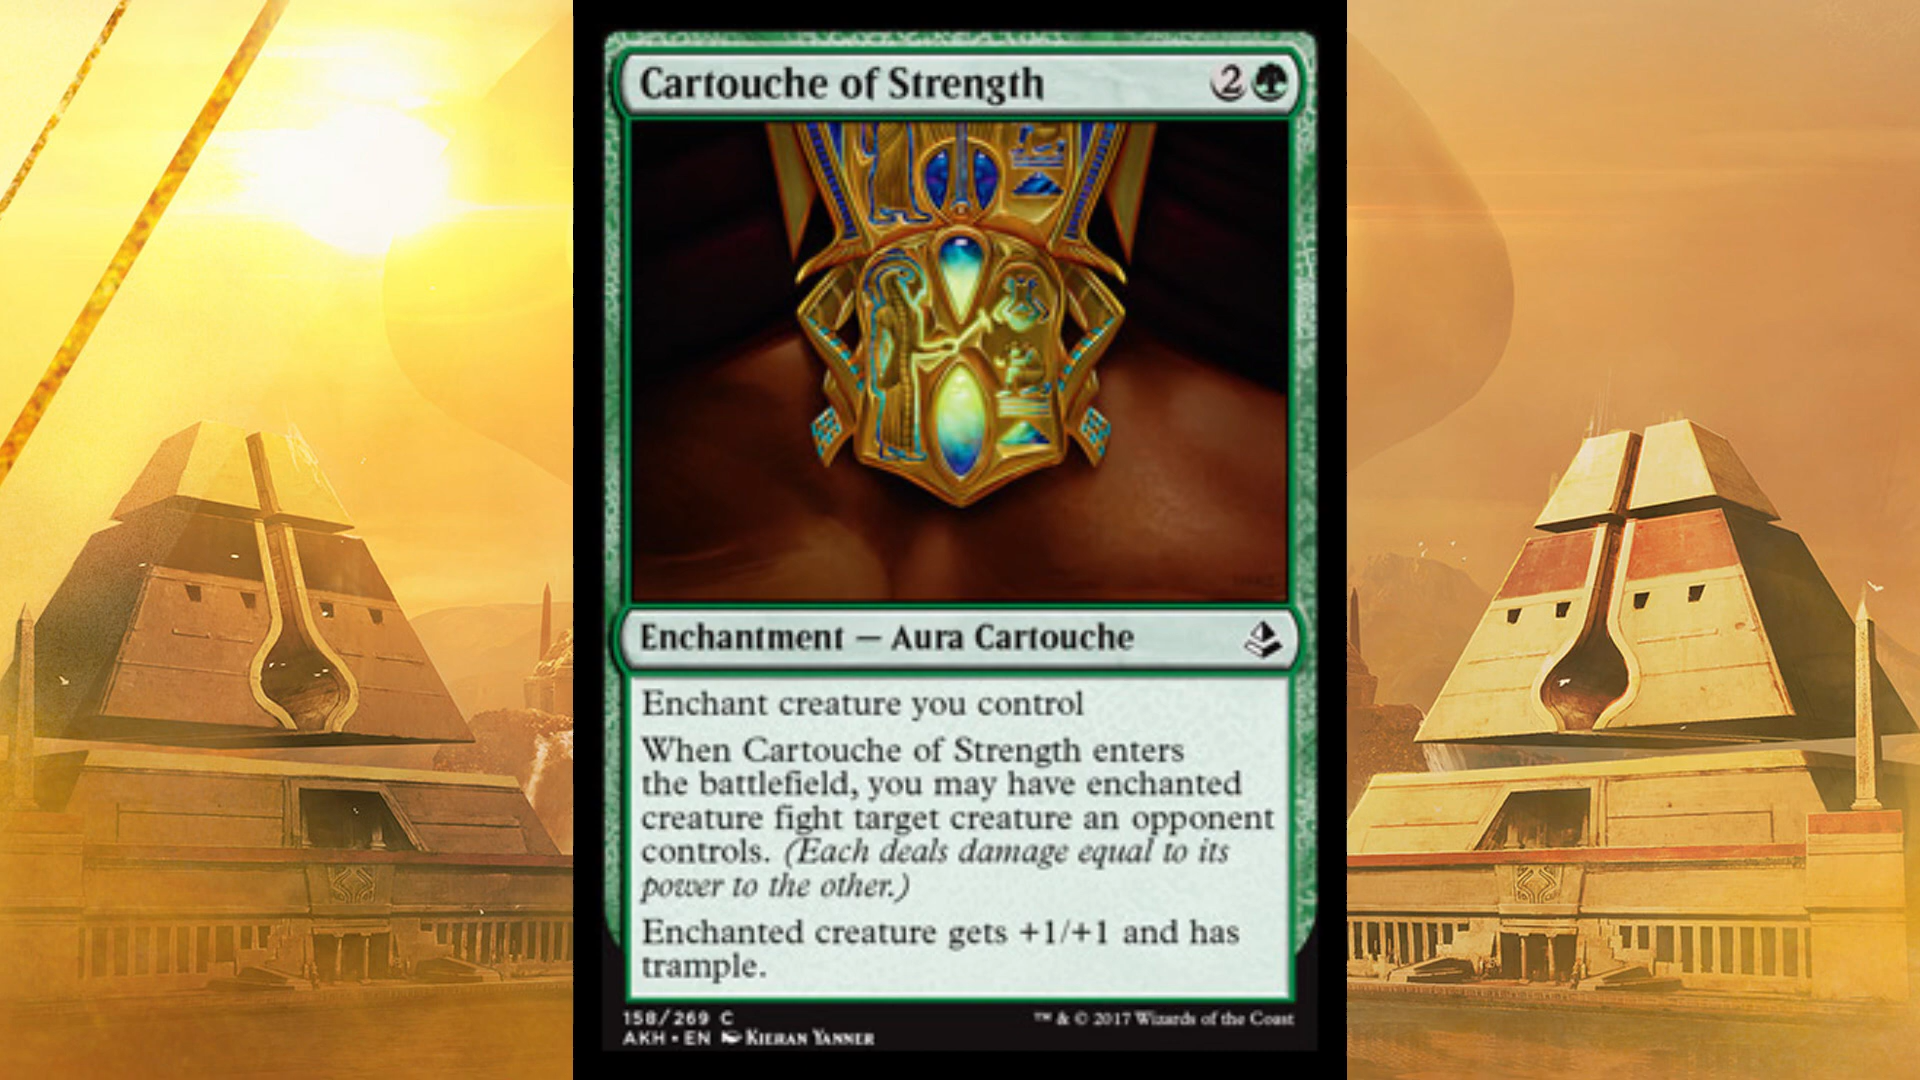 Cartouche of Strength 2
Enchantment — Aura Cartouche
Enchant creature you control
When Cartouche of Strength enters
the battlefield, you may have enchanted
creature fight target creature an opponent
controls. (Each deals damage equal to its
power to the other.)
Enchanted creature gets +1/+1 and has
trample.
158/269 C
™ & © 2017 Wizards of the Coast
AKH • EN Kieran Yanner